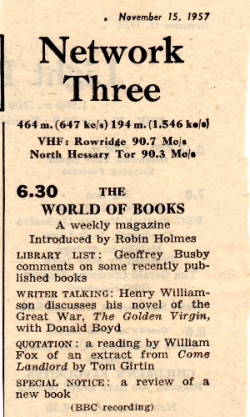 November 15, 1957
Network
Three
464 m. (647 kc/s) 194 m. (1.546 kc/s)
VHF: Rowridge 90.7 Mc/s
North Hessary Tor 90.3 Mc/s
6.30 THE
WORLD OF BOOKS
A weekly magazine
Introduced by Robin Holmes
LIBRARY LIST: Geoffrey Busby
comments on some recently pub-
lished books
WRITER TALKING: Henry William-
son discusses his novel of the
Great War, The Golden Virgin,
with Donald Boyd
QUOTATION: a reading by William
Fox of an extract from Come
Landlord by Tom Girtin
SPECIAL NOTICE: a review of a
new book
(BBC recording)